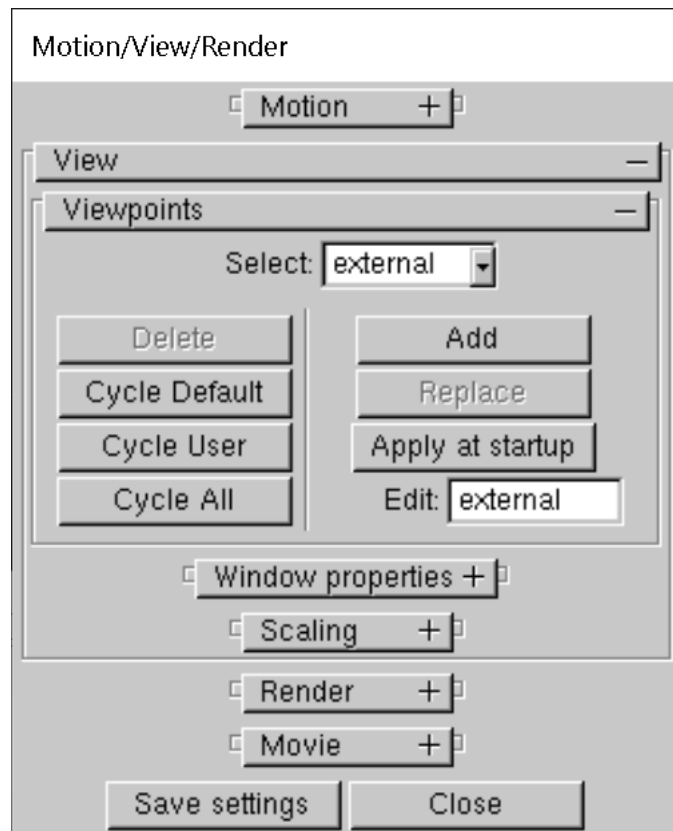 Motion/View/Render
Motion +
View −
Viewpoints −
Select: external
Delete Add
Cycle Default Replace
Cycle User Apply at startup
Cycle All Edit: external
Window properties +
Scaling +
Render +
Movie +
Save settings Close